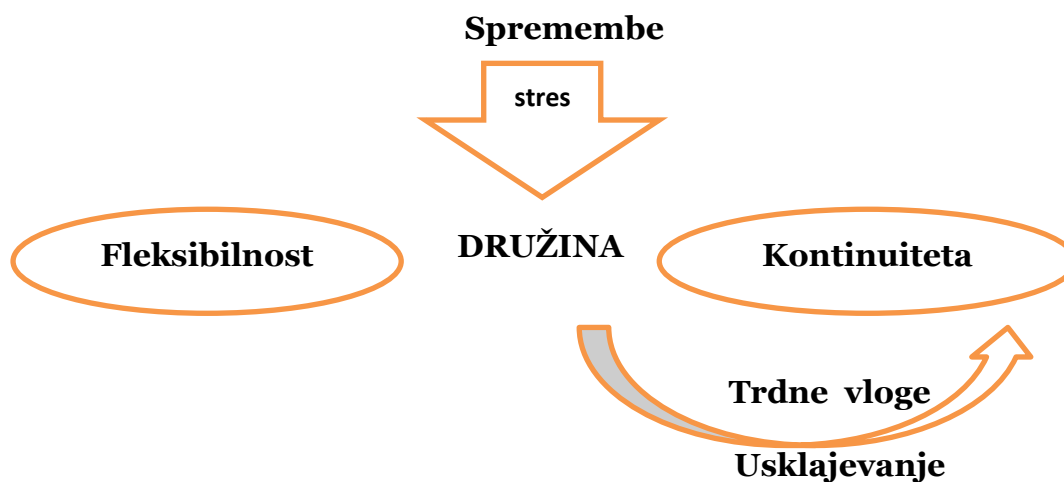 Spremembe
stres
Fleksibilnost
DRUŽINA
Kontinuiteta
Trdne vloge
Usklajevanje